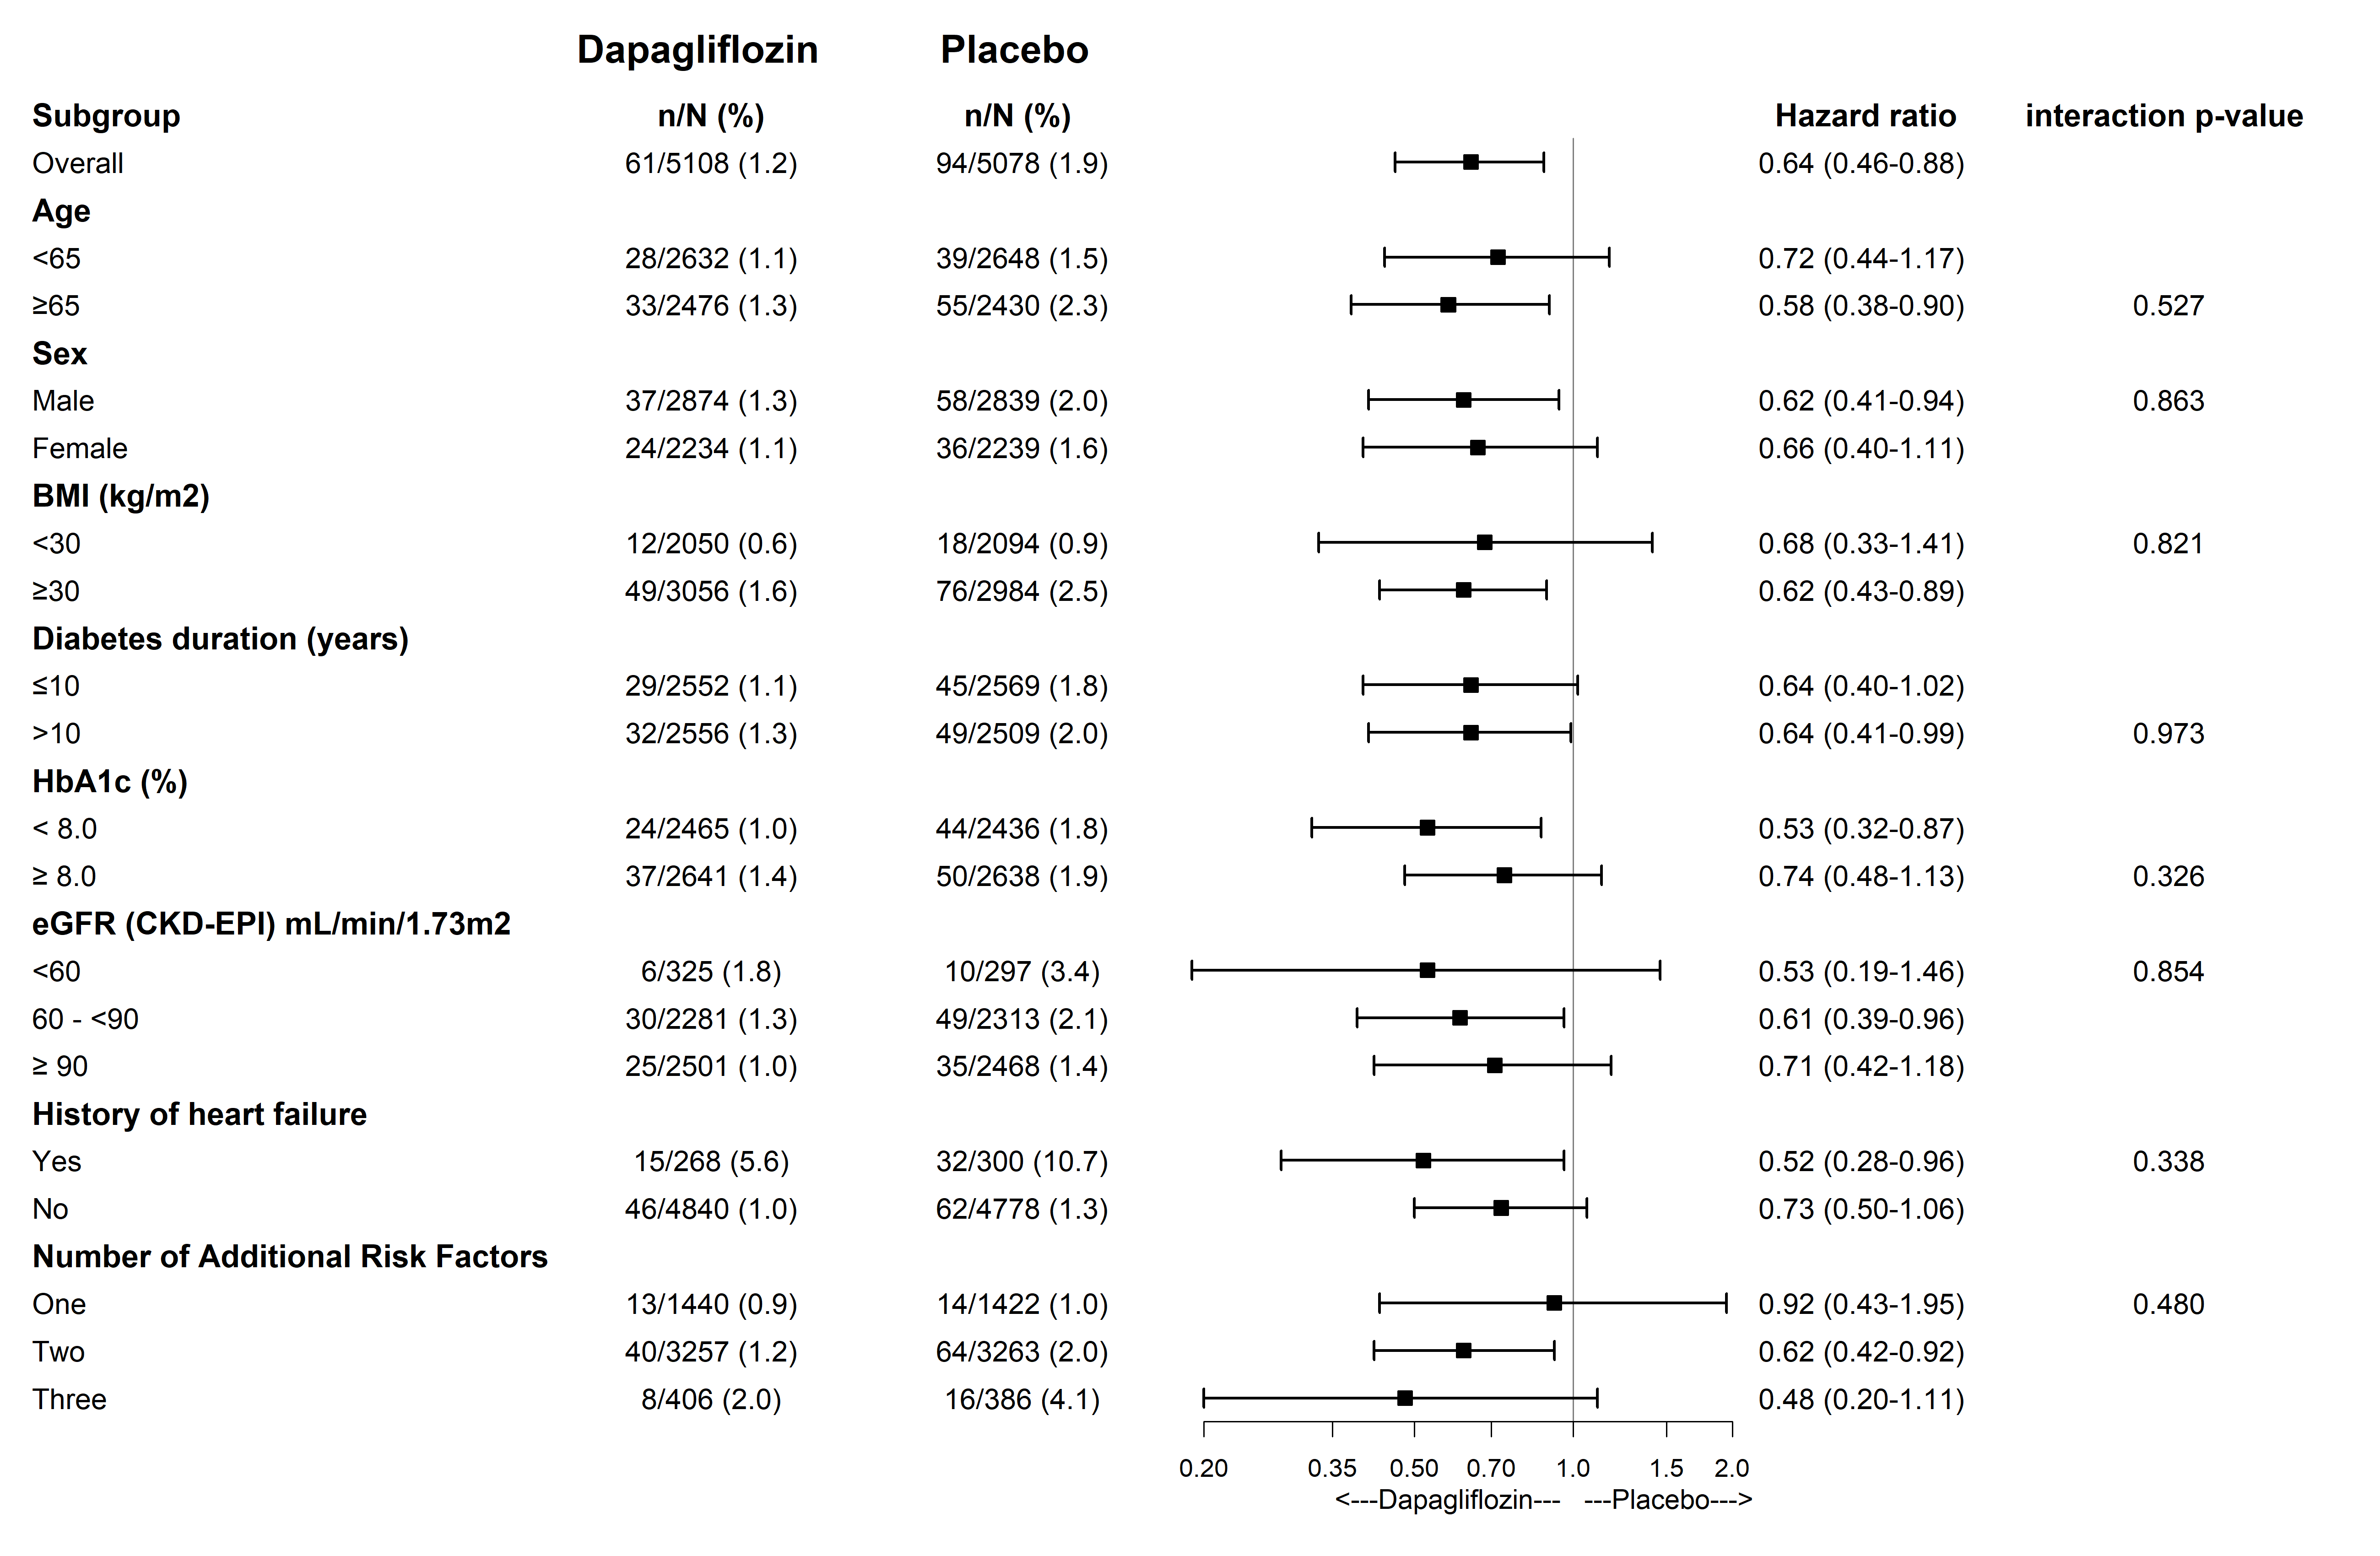 Dapagliflozin Placebo
Subgroup n/N (%) n/N (%) Hazard ratio interaction p-value
Overall 61/5108 (1.2) 94/5078 (1.9) 0.64 (0.46-0.88)
Age
<65 28/2632 (1.1) 39/2648 (1.5) 0.72 (0.44-1.17)
≥65 33/2476 (1.3) 55/2430 (2.3) 0.58 (0.38-0.90) 0.527
Sex
Male 37/2874 (1.3) 58/2839 (2.0) 0.62 (0.41-0.94) 0.863
Female 24/2234 (1.1) 36/2239 (1.6) 0.66 (0.40-1.11)
BMI (kg/m2)
<30 12/2050 (0.6) 18/2094 (0.9) 0.68 (0.33-1.41) 0.821
≥30 49/3056 (1.6) 76/2984 (2.5) 0.62 (0.43-0.89)
Diabetes duration (years)
≤10 29/2552 (1.1) 45/2569 (1.8) 0.64 (0.40-1.02)
>10 32/2556 (1.3) 49/2509 (2.0) 0.64 (0.41-0.99) 0.973
HbA1c (%)
< 8.0 24/2465 (1.0) 44/2436 (1.8) 0.53 (0.32-0.87)
≥ 8.0 37/2641 (1.4) 50/2638 (1.9) 0.74 (0.48-1.13) 0.326
eGFR (CKD-EPI) mL/min/1.73m2
<60 6/325 (1.8) 10/297 (3.4) 0.53 (0.19-1.46) 0.854
60 - <90 30/2281 (1.3) 49/2313 (2.1) 0.61 (0.39-0.96)
≥ 90 25/2501 (1.0) 35/2468 (1.4) 0.71 (0.42-1.18)
History of heart failure
Yes 15/268 (5.6) 32/300 (10.7) 0.52 (0.28-0.96) 0.338
No 46/4840 (1.0) 62/4778 (1.3) 0.73 (0.50-1.06)
Number of Additional Risk Factors
One 13/1440 (0.9) 14/1422 (1.0) 0.92 (0.43-1.95) 0.480
Two 40/3257 (1.2) 64/3263 (2.0) 0.62 (0.42-0.92)
Three 8/406 (2.0) 16/386 (4.1) 0.48 (0.20-1.11)
0.20 0.35 0.50 0.70 1.0 1.5 2.0
<---Dapagliflozin--- ---Placebo--->